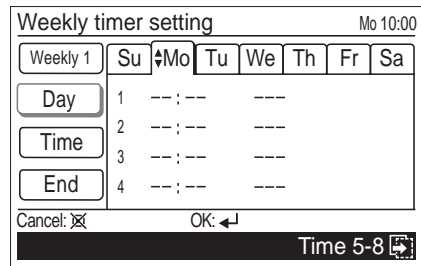 Weekly timer setting Mo 10:00
Weekly 1 Su Mo Tu We Th Fr Sa
Day 1 --:-- ---
2 --:-- ---
Time
3 --:-- ---
End 4 --:-- ---
Cancel: OK:
Time 5-8